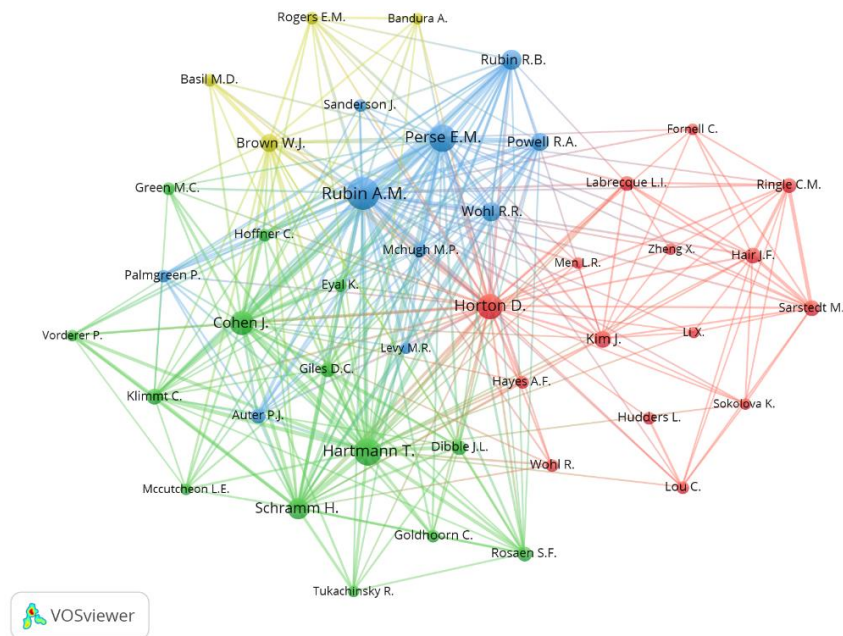 Rogers E.M.
Bandura A.
Rubin R.B.
Basil M.D.
Sanderson J.
Perse E.M.
Powell R.A.
Fornell C.
Brown W.J.
Green M.C.
Rubin A.M.
Labrecque L.I.
Ringle C.M.
Wohl R.R.
Hoffner C.
Mchugh M.P.
Men L.R.
Zheng X.
Hair J.F.
Palmgreen P.
Eyal K.
Horton D.
Sarstedt M.
Cohen J.
Vorderer P.
Levy M.R.
Kim J.
Li X.
Giles D.C.
Hayes A.F.
Klimmt C.
Auter P.J.
Sokolova K.
Hudders L.
Hartmann T.
Dibble J.L.
Wohl R.
Mccutcheon L.E.
Lou C.
Schramm H.
Goldhoorn C.
Rosaen S.F.
Tukachinsky R.
VOSviewer